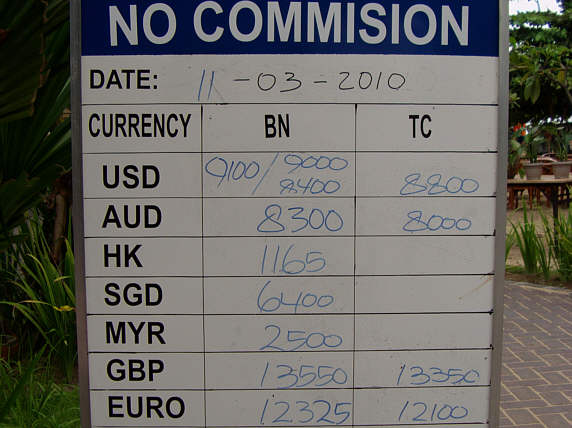 NO COMMISION
DATE: 11-03-2010
CURRENCY BN TC
USD 9100/9000 8400 8800
AUD 8300 8000
HK 1165
SGD 6400
MYR 2500
GBP 13550 13350
EURO 12325 12100